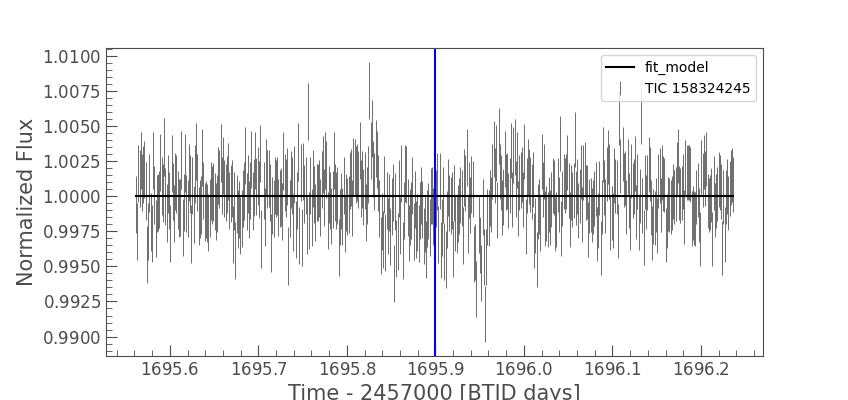 1.0100
1.0075
1.0050
1.0025
1.0000
0.9975
0.9950
0.9925
0.9900
Normalized Flux
fit_model
TIC 158324245
1695.6 1695.7 1695.8 1695.9 1696.0 1696.1 1696.2
Time - 2457000 [BTJD days]